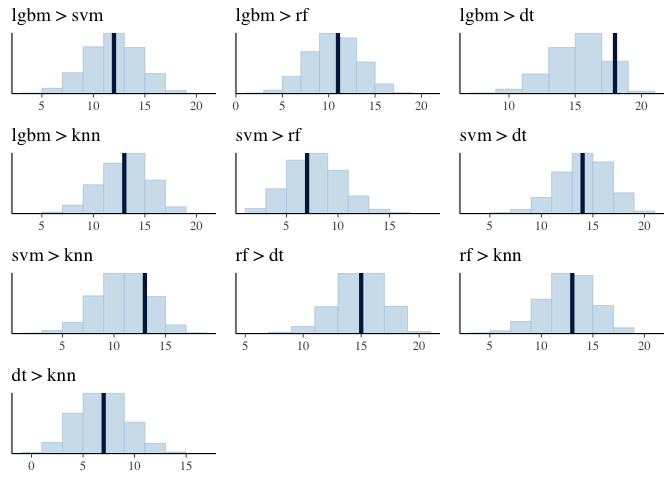 lgbm > svm
5 10 15 20
lgbm > rf
0 5 10 15 20
lgbm > dt
10 15 20
lgbm > knn
5 10 15 20
svm > rf
5 10 15
svm > dt
5 10 15 20
svm > knn
5 10 15
rf > dt
5 10 15 20
rf > knn
5 10 15 20
dt > knn
0 5 10 15